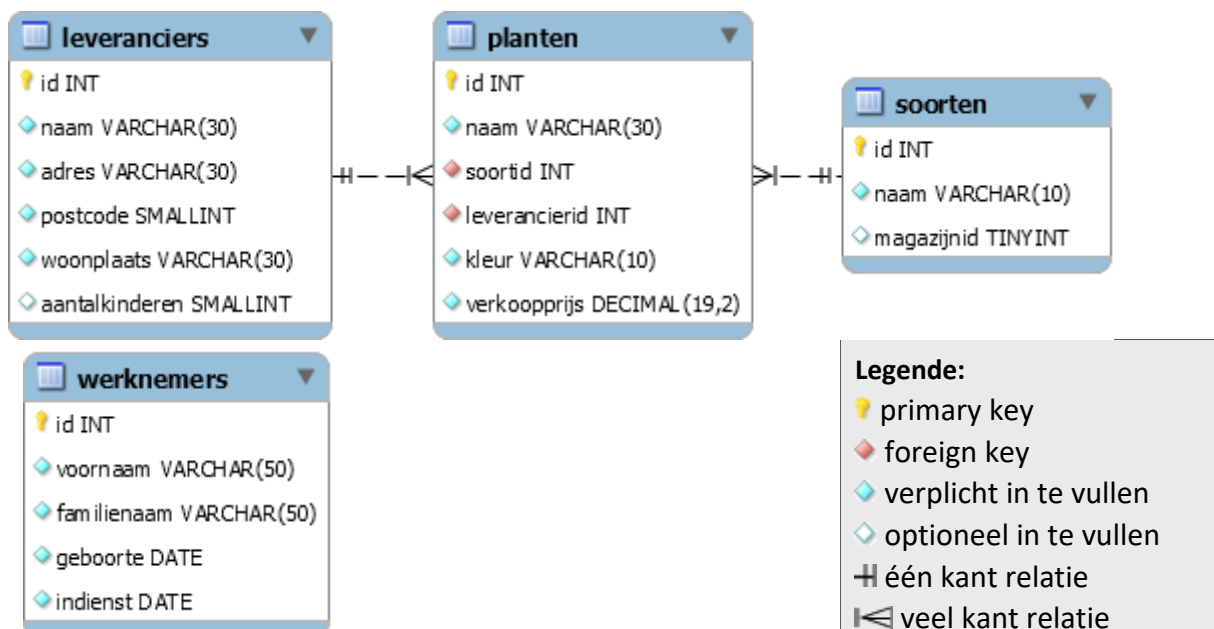 leveranciers
id INT
naam VARCHAR(30)
adres VARCHAR(30)
postcode SMALLINT
woonplaats VARCHAR(30)
aantalkinderen SMALLINT
planten
id INT
naam VARCHAR(30)
soortid INT
leverancierid INT
kleur VARCHAR(10)
verkoopprijs DECIMAL(19,2)
soorten
id INT
naam VARCHAR(10)
magazijnid TINYINT
werknemers
id INT
voornaam VARCHAR(50)
familienaam VARCHAR(50)
geboorte DATE
indienst DATE
Legende:
primary key
foreign key
verplicht in te vullen
optioneel in te vullen
één kant relatie
veel kant relatie